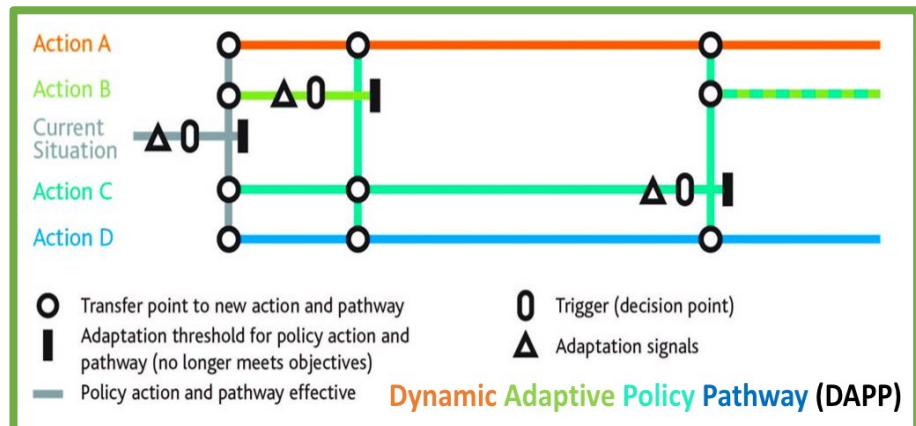 Action A
Action B
Current
Situation
Action C
Action D
Transfer point to new action and pathway
Adaptation threshold for policy action and
pathway (no longer meets objectives)
Policy action and pathway effective
Trigger (decision point)
Adaptation signals
Dynamic Adaptive Policy Pathway (DAPP)